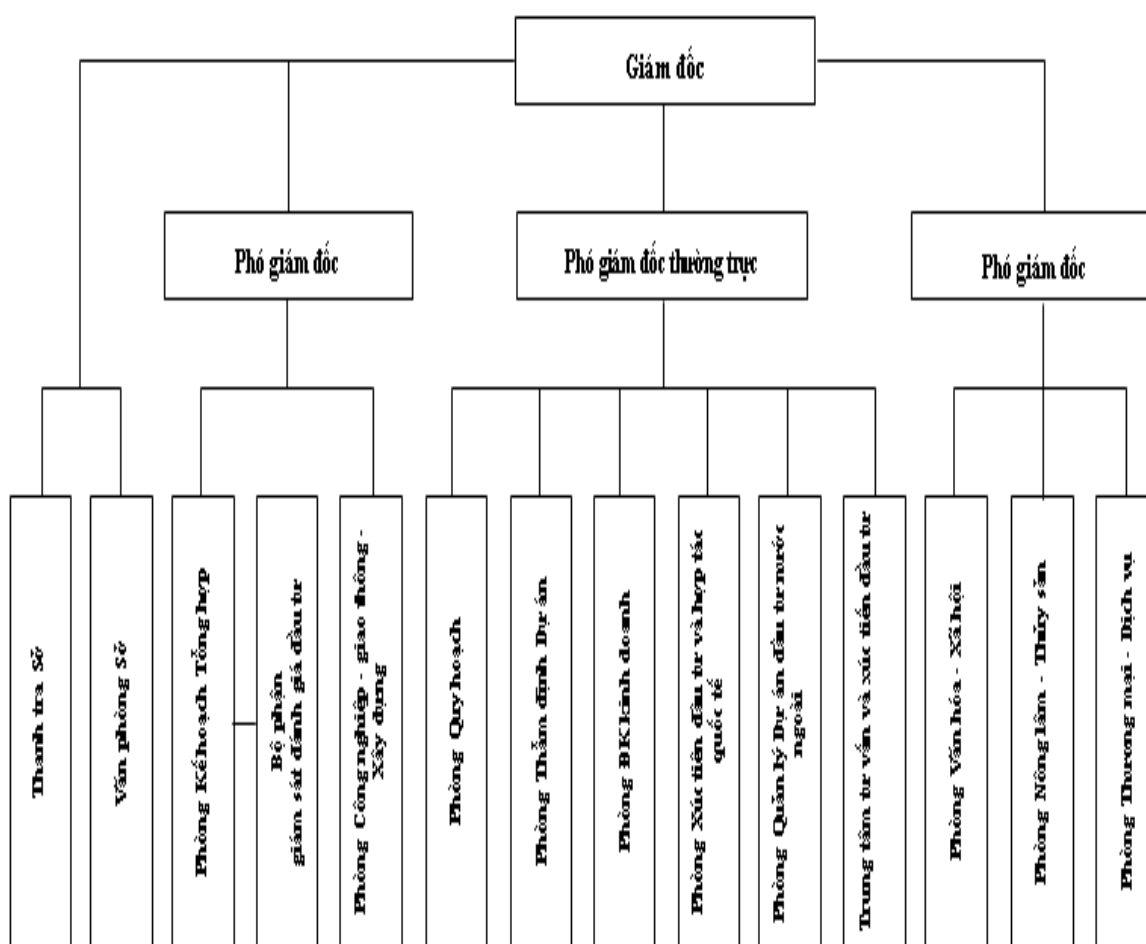 Giám đốc
Phó giám đốc
Phó giám đốc thường trực
Phó giám đốc
Thanh tra Sở
Văn phòng Sở
Phòng Kế hoạch Tổng hợp
Bộ phận
giám sát đánh giá đầu tư
Phòng Công nghiệp - giao thông -
Xây dựng
Phòng Quy hoạch
Phòng Thẩm định Dự án
Phòng ĐK kinh doanh
Phòng Xúc tiến đầu tư và hợp tác
quốc tế
Phòng Quản lý Dự án đầu tư nước
ngoài
Trung tâm tư vấn và xúc tiến đầu tư
Phòng Văn hóa - Xã hội
Phòng Nông lâm - Thủy sản
Phòng Thương mại - Dịch vụ